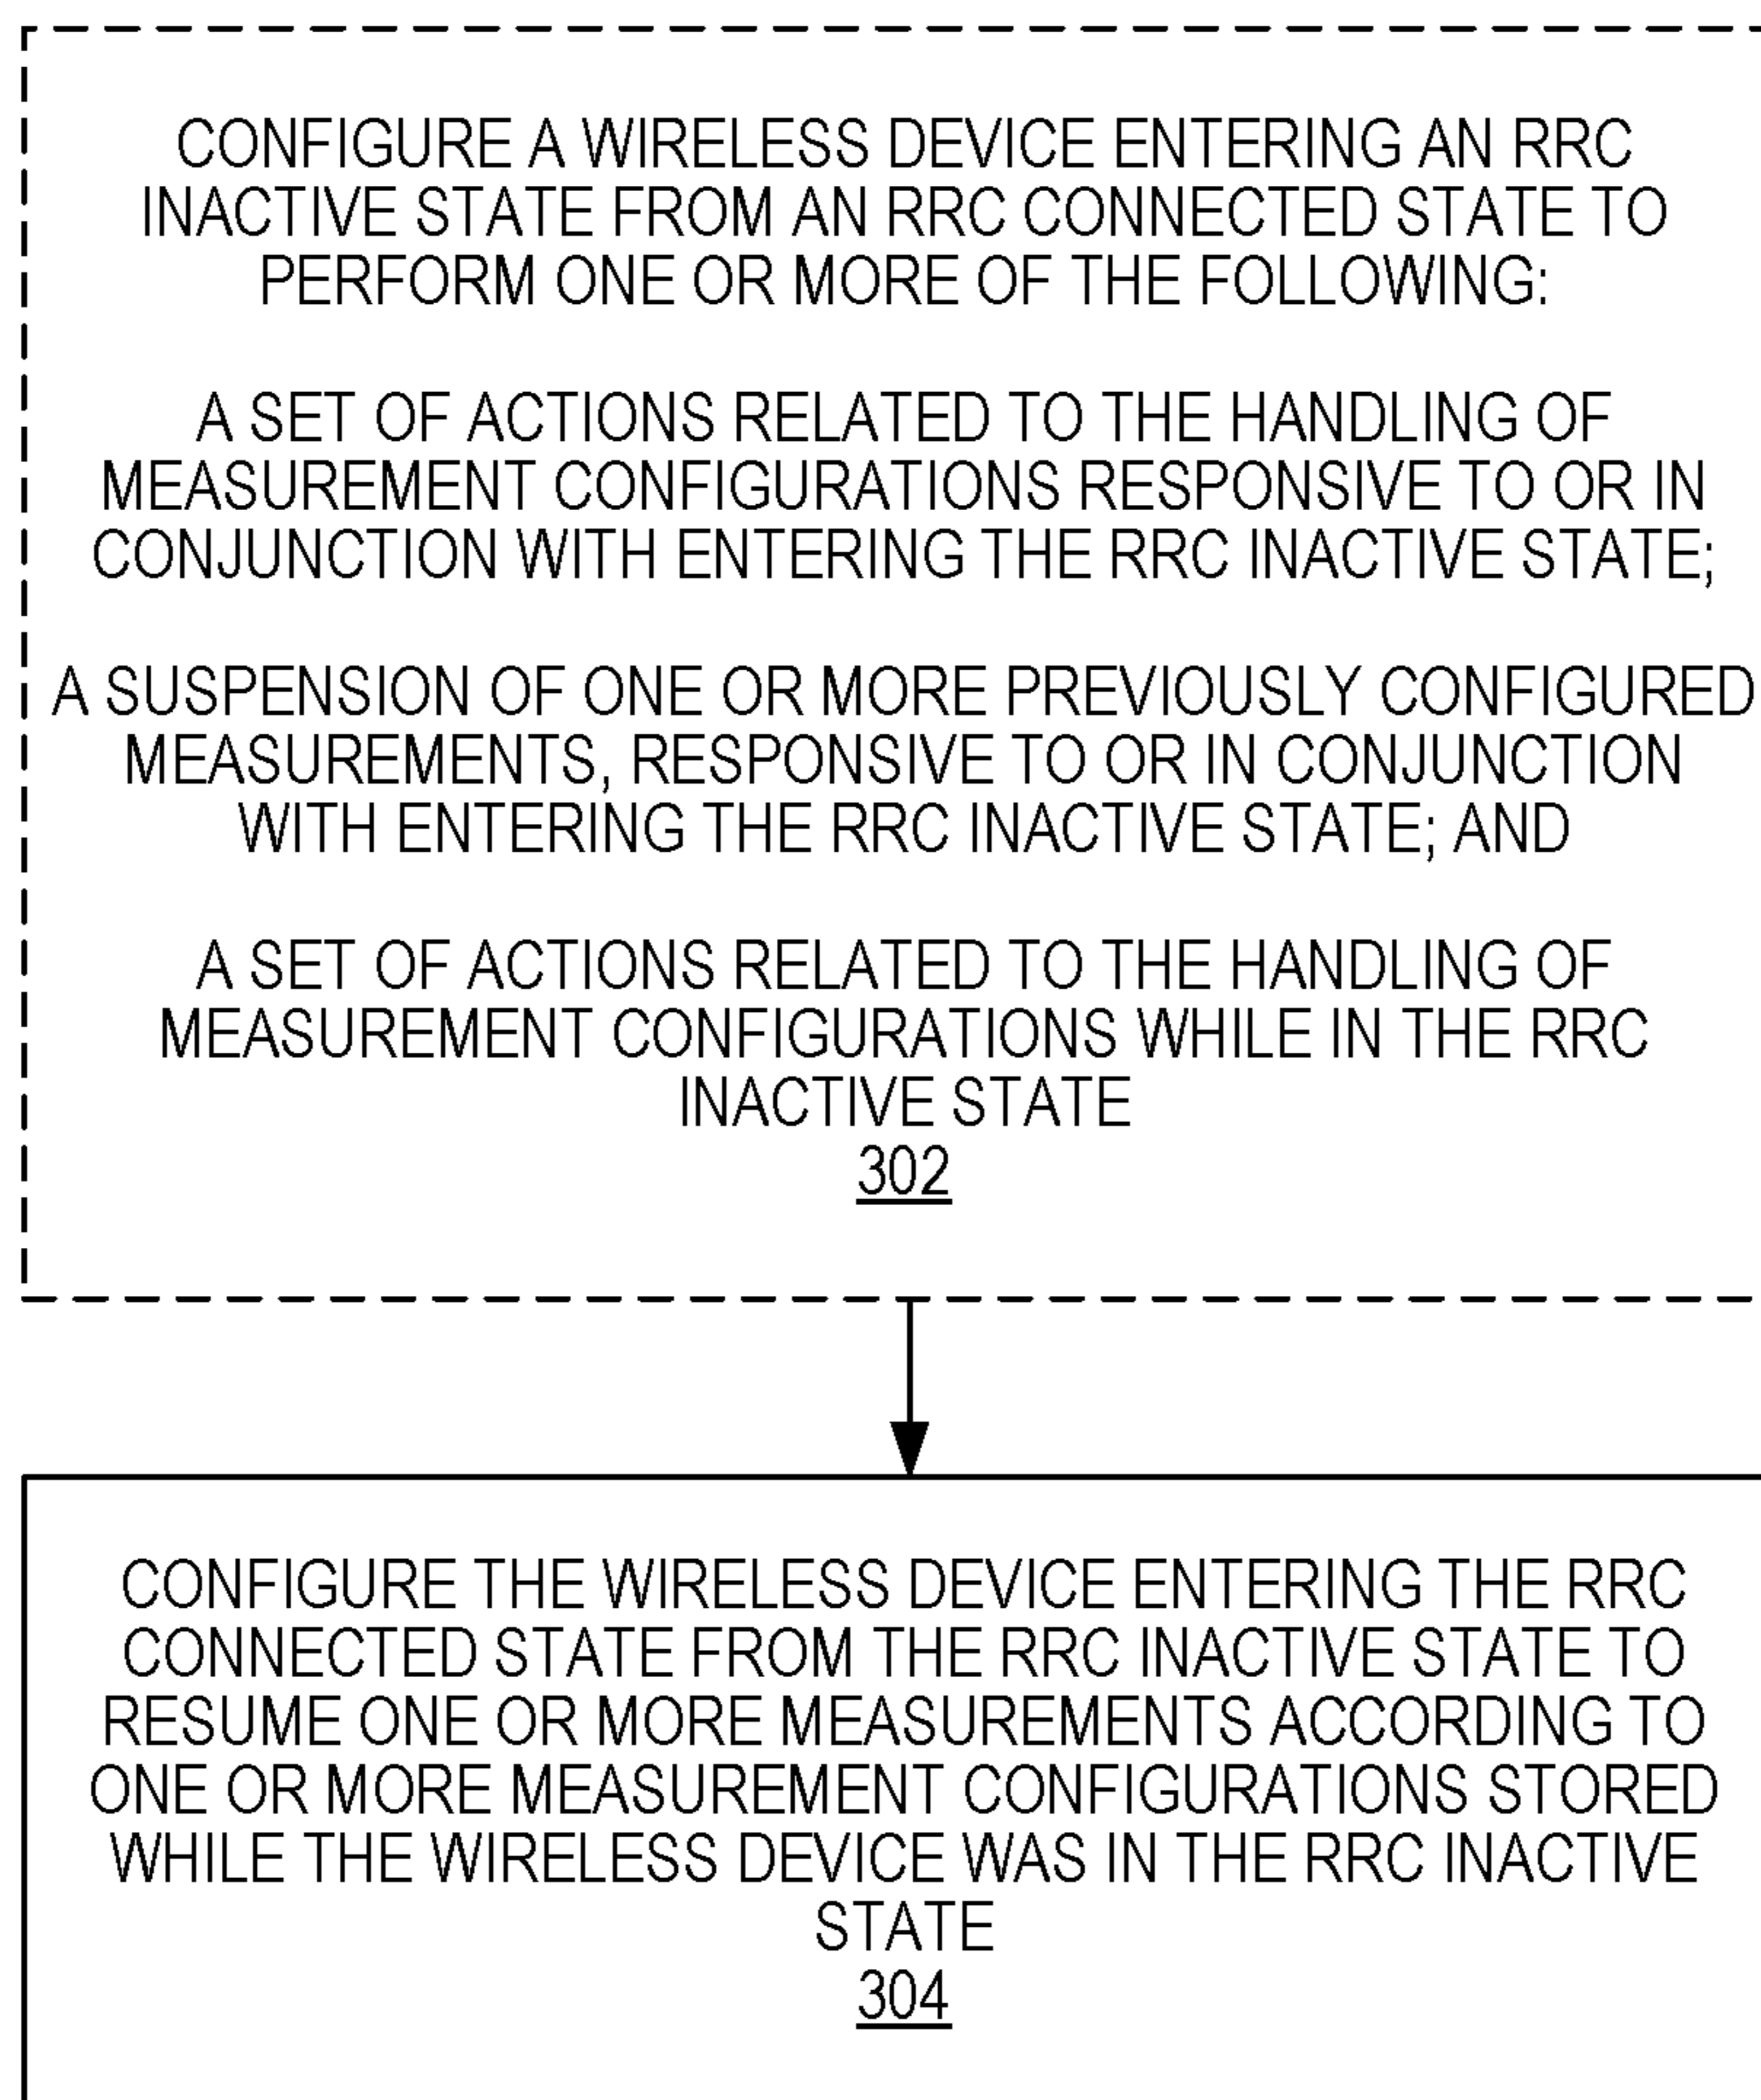 CONFIGURE A WIRELESS DEVICE ENTERING AN RRC
INACTIVE STATE FROM AN RRC CONNECTED STATE TO
PERFORM ONE OR MORE OF THE FOLLOWING:
A SET OF ACTIONS RELATED TO THE HANDLING OF
MEASUREMENT CONFIGURATIONS RESPONSIVE TO OR IN
CONJUNCTION WITH ENTERING THE RRC INACTIVE STATE;
A SUSPENSION OF ONE OR MORE PREVIOUSLY CONFIGURED
MEASUREMENTS, RESPONSIVE TO OR IN CONJUNCTION
WITH ENTERING THE RRC INACTIVE STATE; AND
A SET OF ACTIONS RELATED TO THE HANDLING OF
MEASUREMENT CONFIGURATIONS WHILE IN THE RRC
INACTIVE STATE
302
CONFIGURE THE WIRELESS DEVICE ENTERING THE RRC
CONNECTED STATE FROM THE RRC INACTIVE STATE TO
RESUME ONE OR MORE MEASUREMENTS ACCORDING TO
ONE OR MORE MEASUREMENT CONFIGURATIONS STORED
WHILE THE WIRELESS DEVICE WAS IN THE RRC INACTIVE
STATE
304